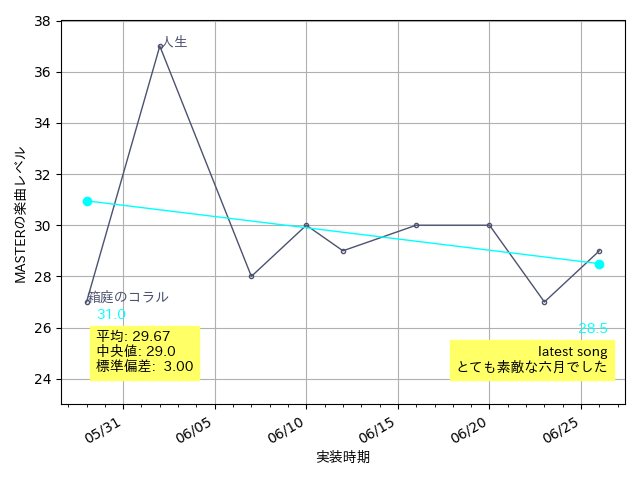 38
36
34
32
30
28
26
24
MASTERの楽曲レベル
人生
箱庭のコラル
31.0
平均: 29.67
中央値: 29.0
標準偏差: 3.00
28.5
latest song
とても素敵な六月でした
05/31
06/05
06/10
06/15
06/20
06/25
実装時期